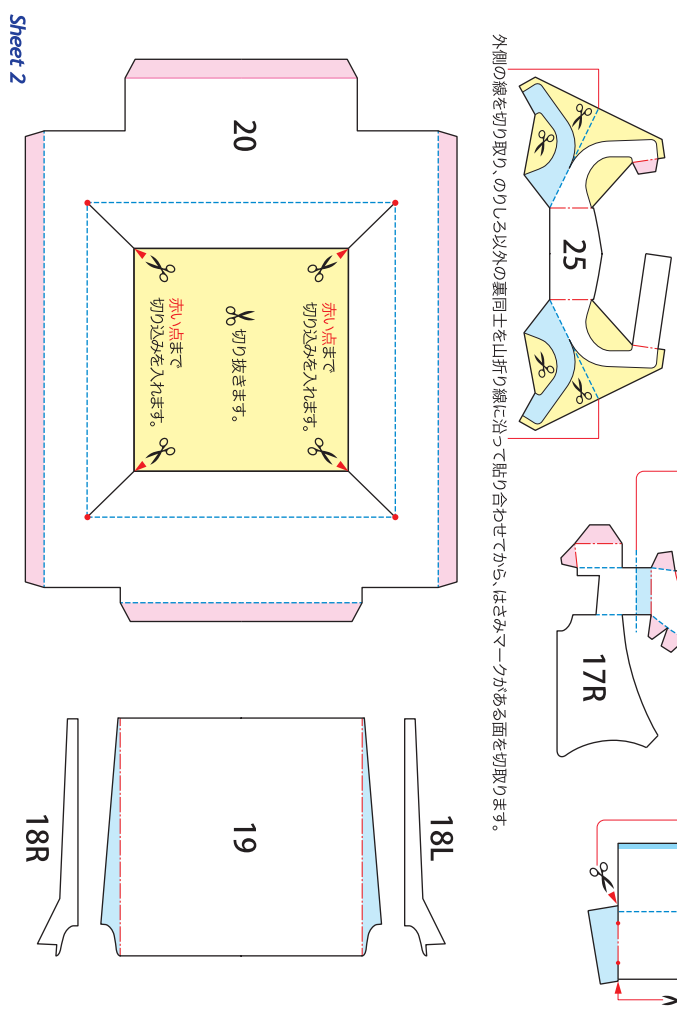 Sheet 2
外側の線を切り取り、のりしろ以外の裏同士を山折り線に沿って貼り合わせてから、はさみマークがある面を切取ります。
25
17R
20
赤い点まで
切り込みを入れます。
切り抜きます。
赤い点まで
切り込みを入れます。
18L
19
18R